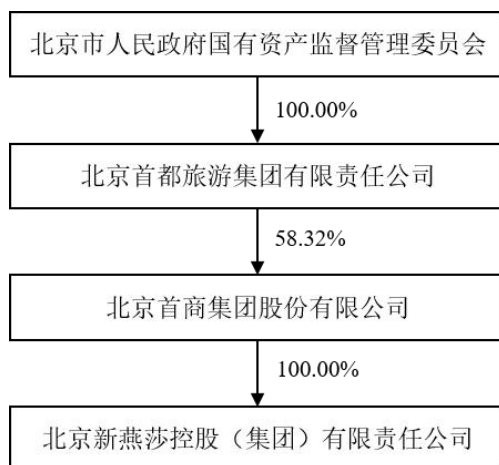 北京市人民政府国有资产监督管理委员会
100.00%
北京首都旅游集团有限责任公司
58.32%
北京首商集团股份有限公司
100.00%
北京新燕莎控股（集团）有限责任公司